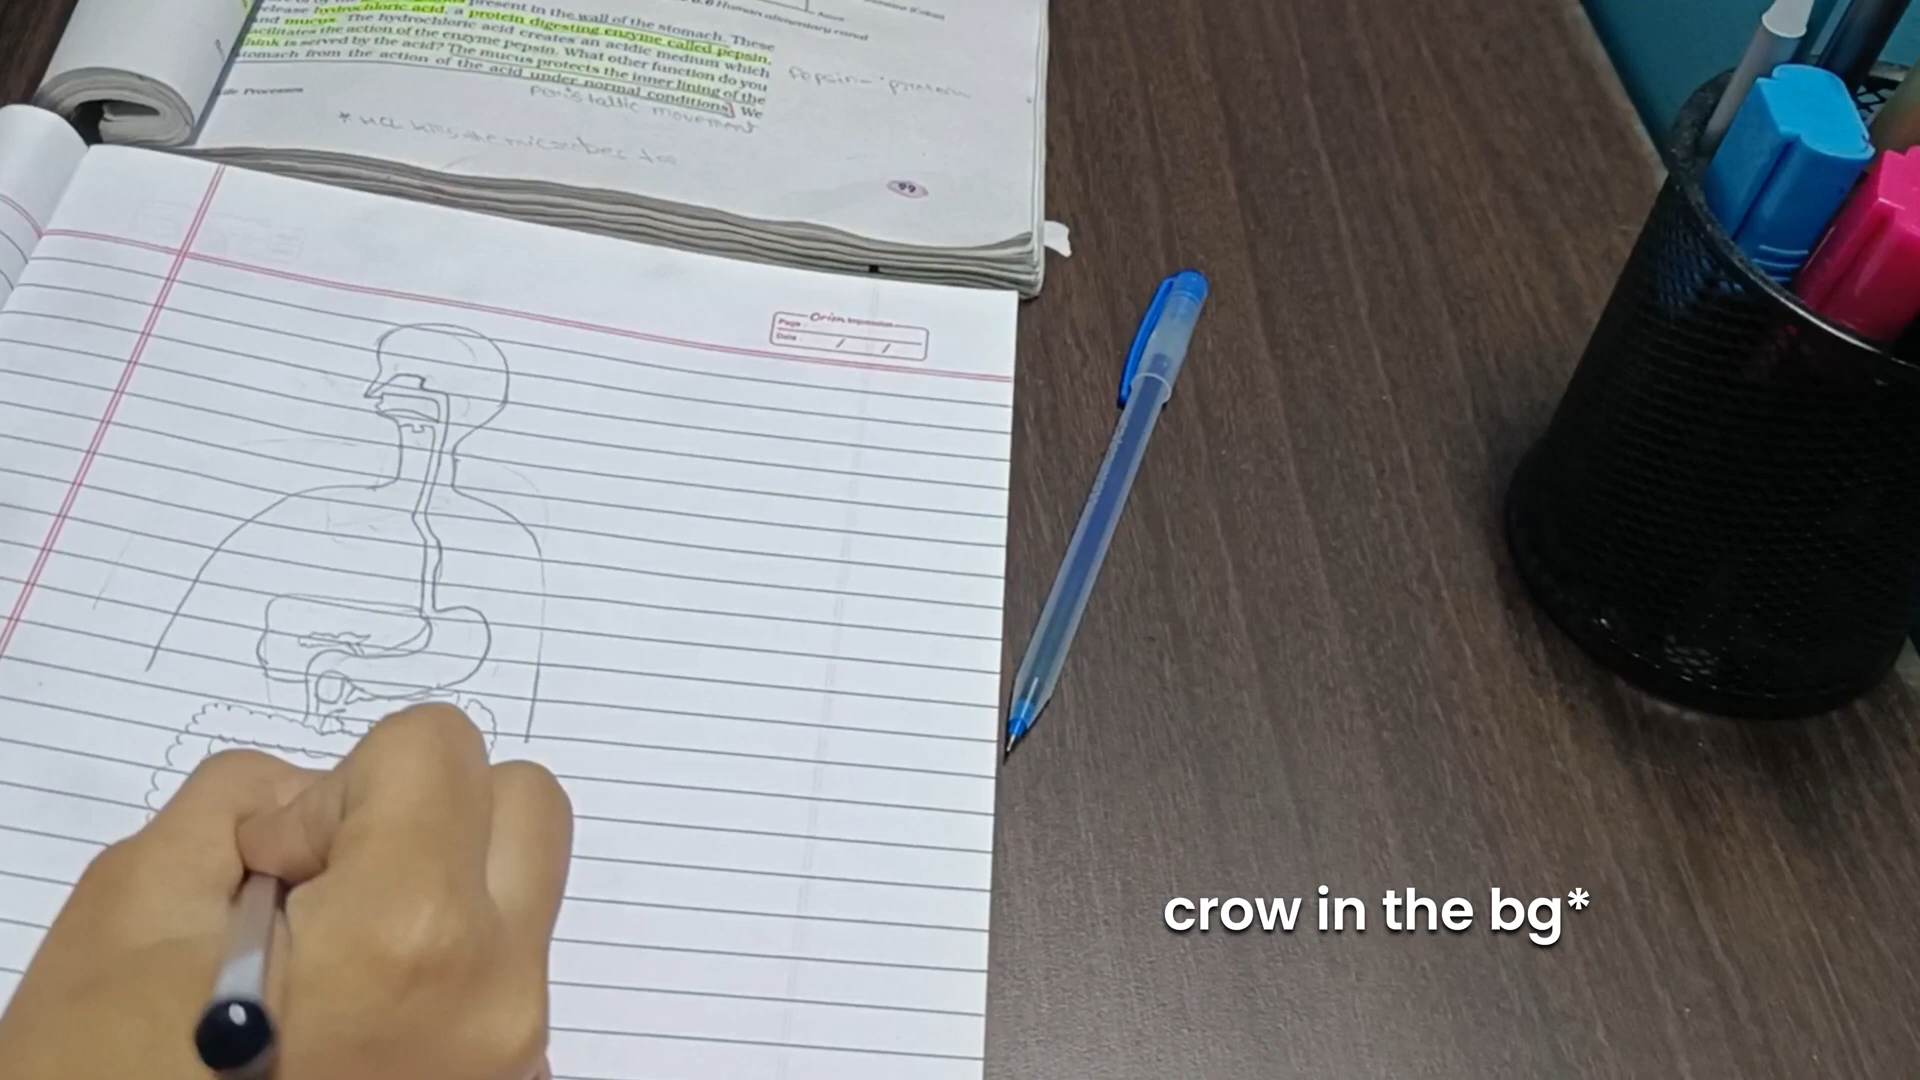 present in the wall of the stomach. These
release hydrochloric acid, a protein digesting enzyme called pepsin,
and mucus. The hydrochloric acid creates an acidic medium which
facilitates the action of the enzyme pepsin. What other function do you
think is served by the acid? The mucus protects the inner lining of the
stomach from the action of the acid under normal conditions. We
6.6 Human alimentary canal
Pepsin - protein
Life Processes
peristaltic movement
* HCL kills the microbes too
99
Orion
Page :
Date : / /
crow in the bg*